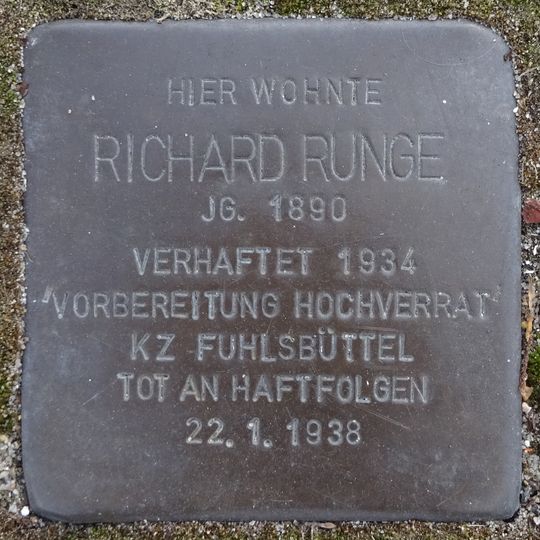 HIER WOHNTE
RICHARD RUNGE
JG. 1890
VERHAFTET 1934
'VORBEREITUNG HOCHVERRAT'
KZ FUHLSBÜTTEL
TOT AN HAFTFOLGEN
22.1.1938